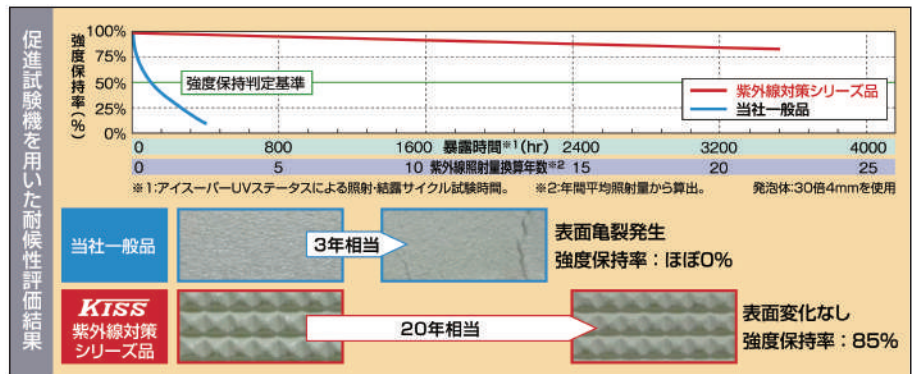 促進試験機を用いた耐候性評価結果
強度保持率(%)
100%
75%
50%
25%
0%
強度保持判定基準
紫外線対策シリーズ品
当社一般品
0 800 1600 暴露時間※1(hr) 2400 3200 4000
0 5 10 紫外線照射量換算年数※2 15 20 25
※1:アイスーパーUVステータスによる照射・結露サイクル試験時間。 ※2:年間平均照射量から算出。 発泡体:30倍4mmを使用
当社一般品
3年相当
表面亀裂発生
強度保持率：ほぼ0%
KISS
紫外線対策
シリーズ品
20年相当
表面変化なし
強度保持率：85%